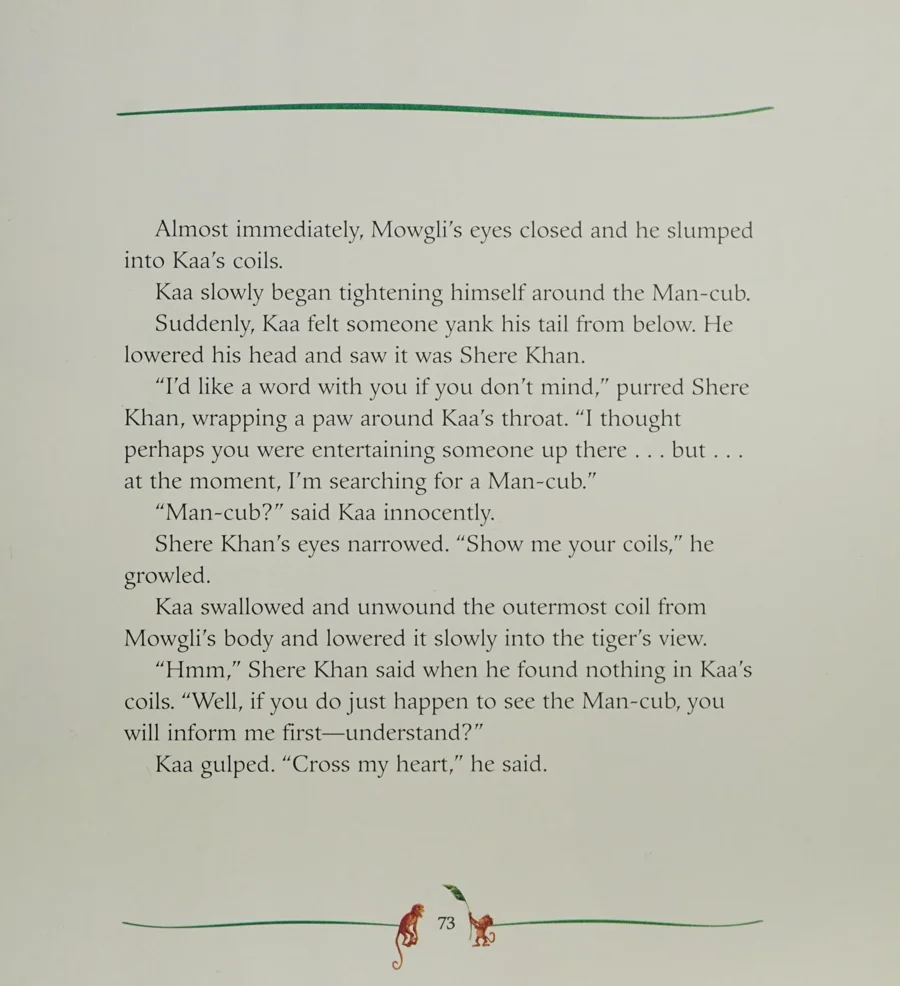 Almost immediately, Mowgli's eyes closed and he slumped
into Kaa's coils.
Kaa slowly began tightening himself around the Man-cub.
Suddenly, Kaa felt someone yank his tail from below. He
lowered his head and saw it was Shere Khan.
“I'd like a word with you if you don't mind,” purred Shere
Khan, wrapping a paw around Kaa's throat. “I thought
perhaps you were entertaining someone up there . . . but . . .
at the moment, I'm searching for a Man-cub.”
“Man-cub?” said Kaa innocently.
Shere Khan's eyes narrowed. “Show me your coils,” he
growled.
Kaa swallowed and unwound the outermost coil from
Mowgli's body and lowered it slowly into the tiger's view.
“Hmm,” Shere Khan said when he found nothing in Kaa's
coils. “Well, if you do just happen to see the Man-cub, you
will inform me first—understand?”
Kaa gulped. “Cross my heart,” he said.
73